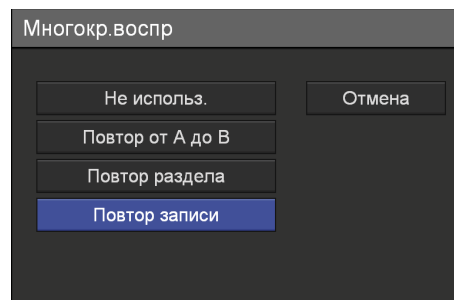 Многокр.воспр
Не использ.
Отмена
Повтор от A до B
Повтор раздела
Повтор записи